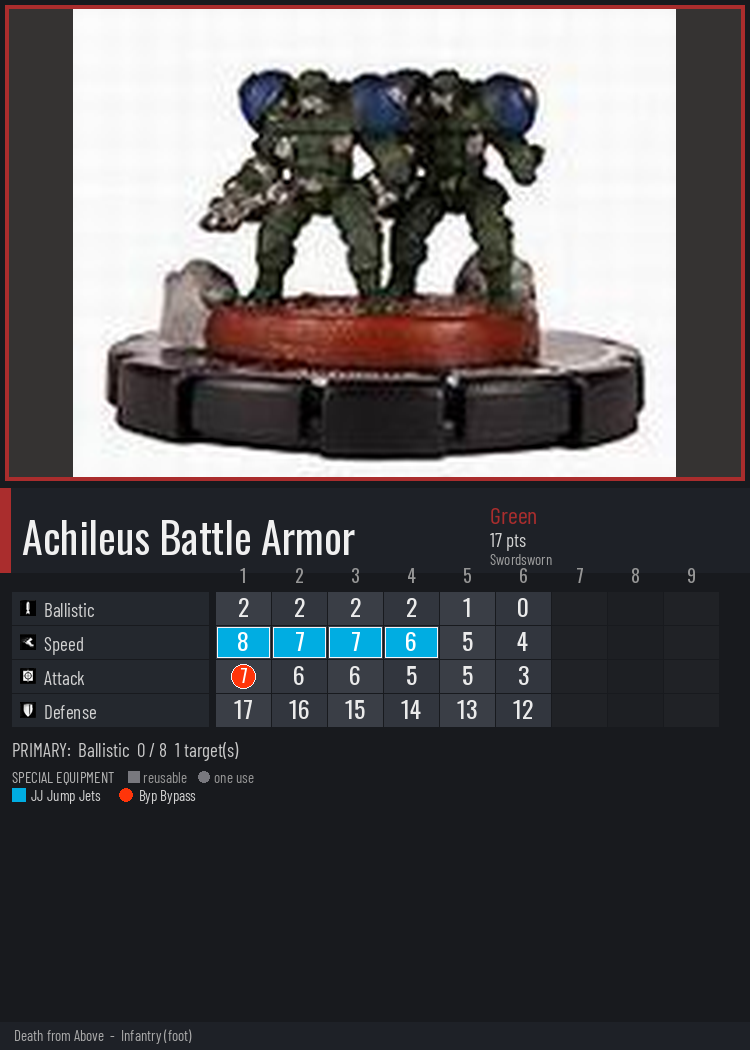 Achileus Battle Armor
Green
17 pts
Swordsworn
1 2 3 4 5 6 7 8 9
Ballistic 2 2 2 2 1 0
Speed 8 7 7 6 5 4
Attack 7 6 6 5 5 3
Defense 17 16 15 14 13 12
PRIMARY: Ballistic 0 / 8 1 target(s)
SPECIAL EQUIPMENT reusable one use
JJ Jump Jets Byp Bypass
Death from Above - Infantry (foot)